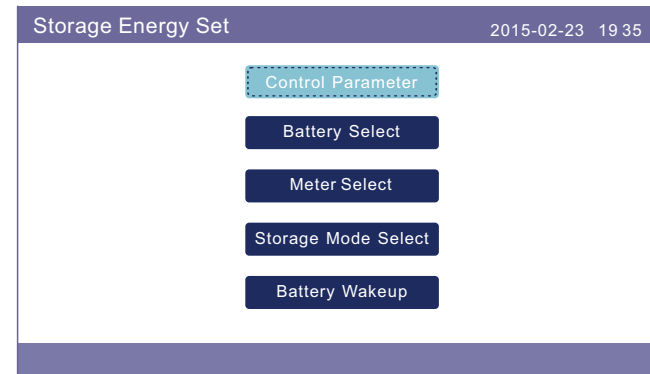 Storage Energy Set
2015-02-23 19 35
Control Parameter
Battery Select
Meter Select
Storage Mode Select
Battery Wakeup